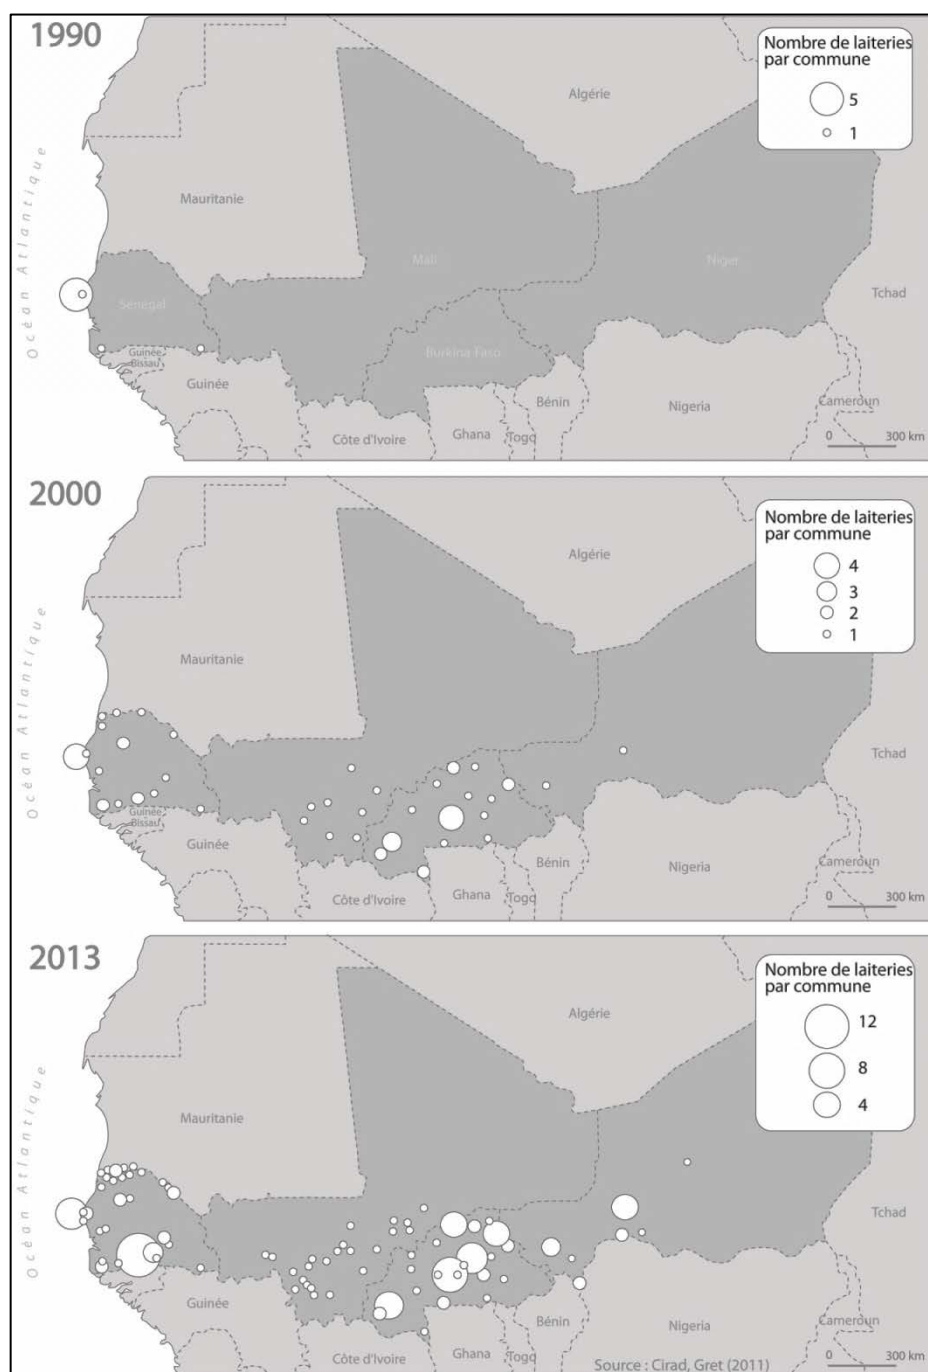 1990
Nombre de laiteries
par commune
5
1
Algérie
Océan Atlantique
Mauritanie
Mali
Niger
Tchad
Sénégal
Guinée
Bissau
Burkina Faso
Guinée
Bénin
Nigeria
Cameroun
Côte d'Ivoire
Ghana
Togo
0 300 km
2000
Nombre de laiteries
par commune
4
3
2
1
Algérie
Océan Atlantique
Mauritanie
Tchad
Guinée
Bissau
Guinée
Bénin
Nigeria
Cameroun
Côte d'Ivoire
Ghana
Togo
0 300 km
2013
Nombre de laiteries
par commune
12
8
4
Algérie
Océan Atlantique
Mauritanie
Tchad
Guinée
Bénin
Nigeria
Cameroun
Côte d'Ivoire
Ghana
Togo
0 300 km
Source : Cirad, Gret (2011)